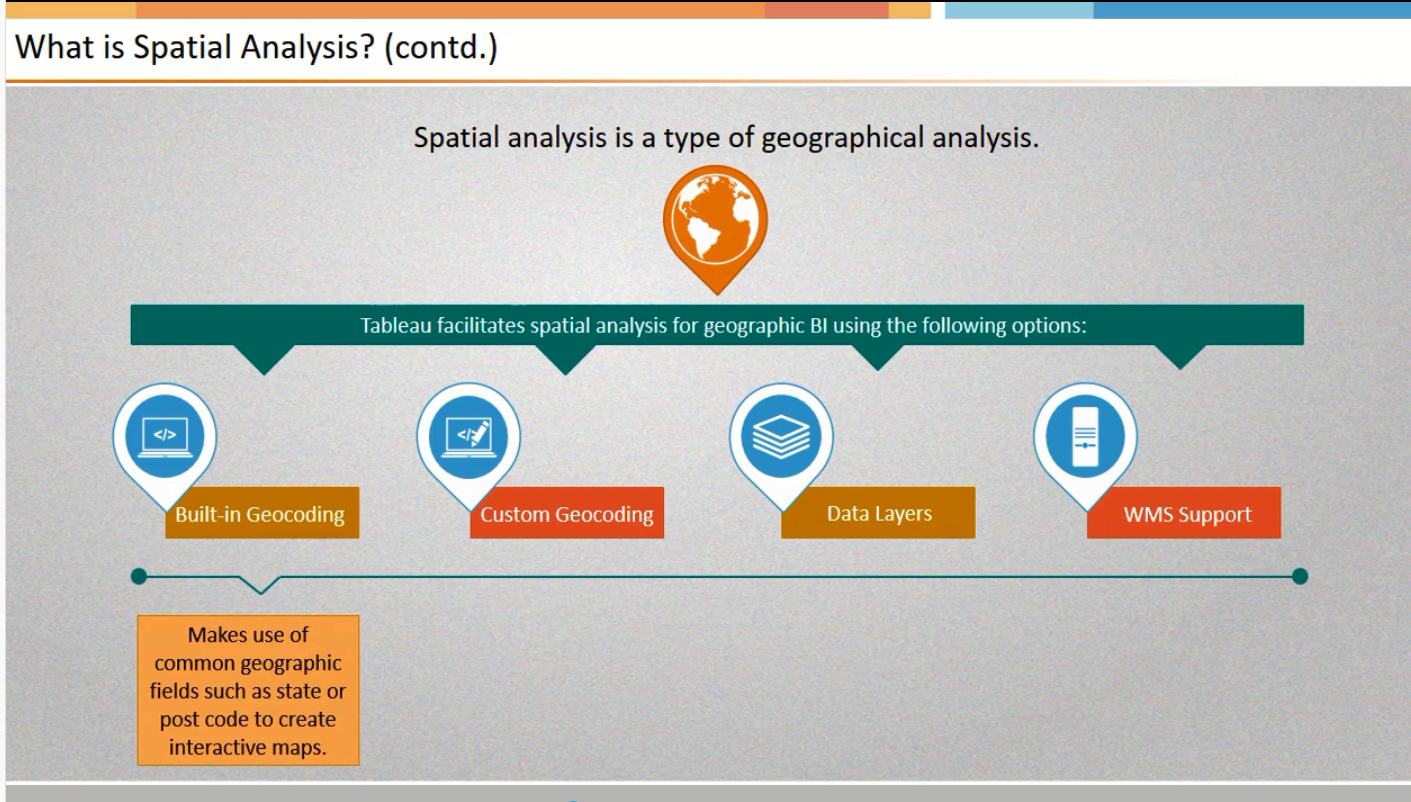 What is Spatial Analysis? (contd.)
Spatial analysis is a type of geographical analysis.
Tableau facilitates spatial analysis for geographic BI using the following options:
</>
</>
Built-in Geocoding
Custom Geocoding
Data Layers
WMS Support
Makes use of
common geographic
fields such as state or
post code to create
interactive maps.